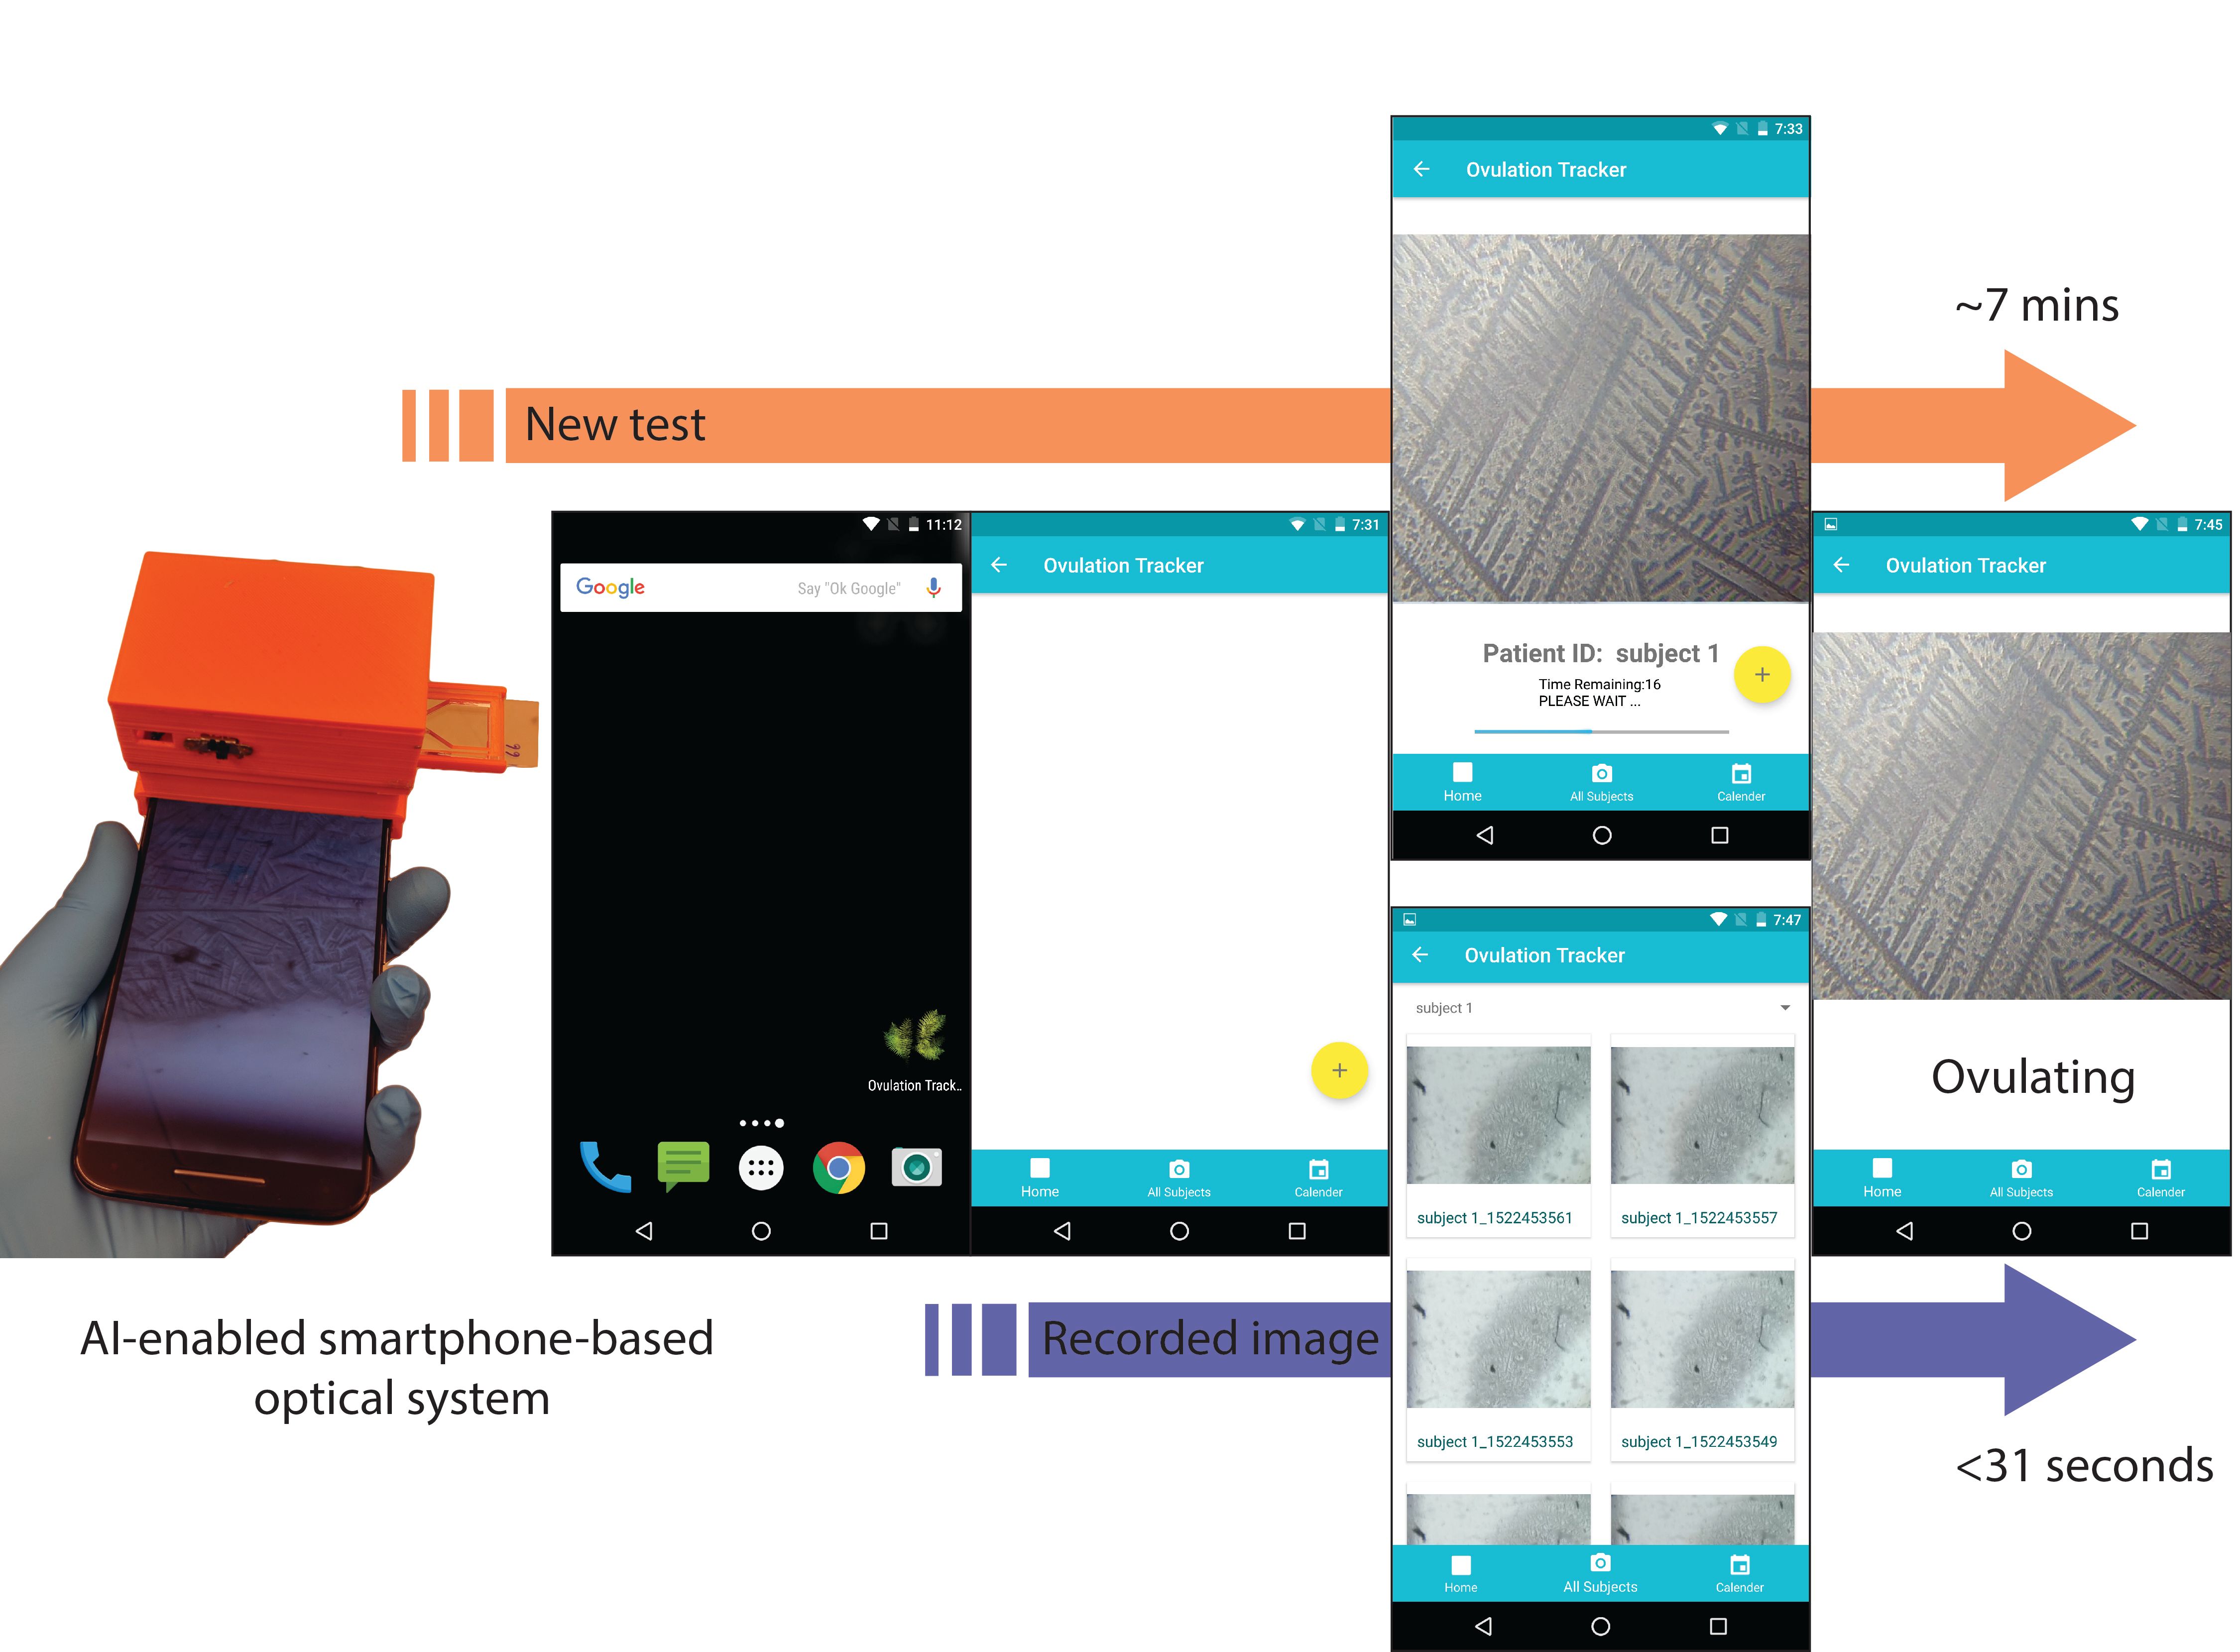 7:33
Ovulation Tracker
~7 mins
New test
Patient ID: subject 1
Time Remaining:16
PLEASE WAIT ...
+
Home
All Subjects
Calender
11:12
Google
Say "Ok Google"
Ovulation Track..
7:31
Ovulation Tracker
+
Home
All Subjects
Calender
7:45
Ovulation Tracker
Ovulating
Home
All Subjects
Calender
99
7:47
Ovulation Tracker
subject 1
subject 1_1522453561
subject 1_1522453557
subject 1_1522453553
subject 1_1522453549
Home
All Subjects
Calender
AI-enabled smartphone-based
optical system
Recorded image
<31 seconds